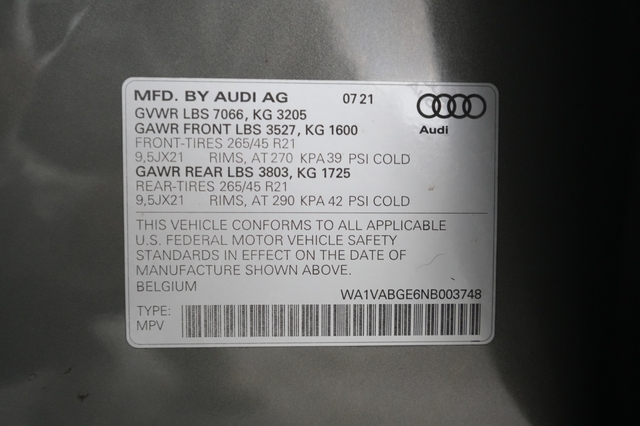 MFD. BY AUDI AG 07 21
GVWR LBS 7066, KG 3205
GAWR FRONT LBS 3527, KG 1600
FRONT-TIRES 265/45 R21
9,5JX21 RIMS, AT 270 KPA 39 PSI COLD
GAWR REAR LBS 3803, KG 1725
REAR-TIRES 265/45 R21
9,5JX21 RIMS, AT 290 KPA 42 PSI COLD
Audi
THIS VEHICLE CONFORMS TO ALL APPLICABLE
U.S. FEDERAL MOTOR VEHICLE SAFETY
STANDARDS IN EFFECT ON THE DATE OF
MANUFACTURE SHOWN ABOVE.
BELGIUM
WA1VABGE6NB003748
TYPE:
MPV